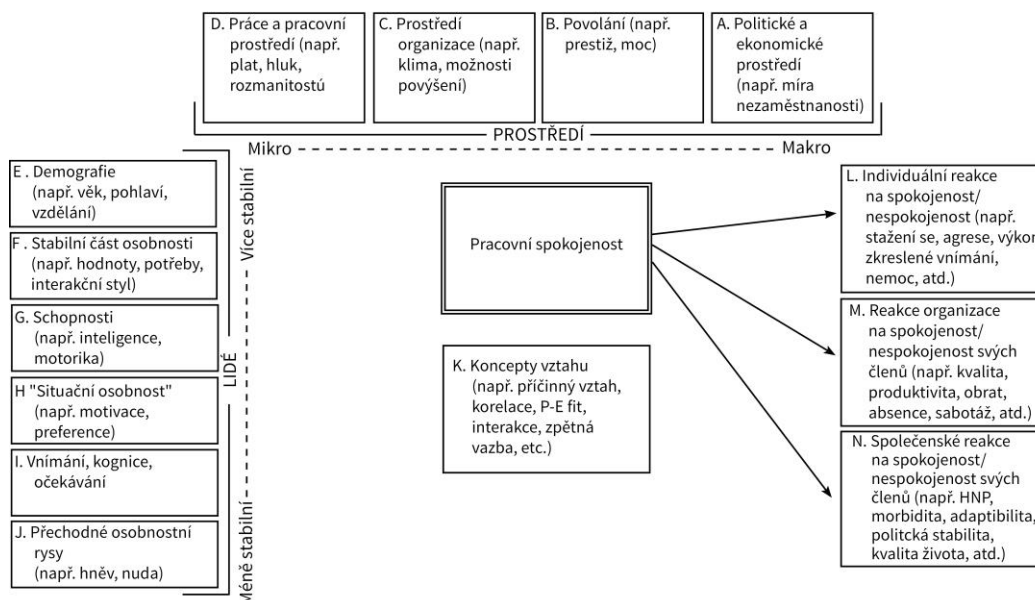 D. Práce a pracovní
prostředí (např.
plat, hluk,
rozmanitostú
C. Prostředí
organizace (např.
klima, možnosti
povýšení)
B. Povolání (např.
prestiž, moc)
A. Politické a
ekonomické
prostředí
(např. míra
nezaměstnanosti)
PROSTŘEDÍ
Mikro
Makro
E . Demografie
(např. věk, pohlaví,
vzdělání)
F . Stabilní část osobnosti
(např. hodnoty, potřeby,
interakční styl)
G. Schopnosti
(např. inteligence,
motorika)
H "Situační osobnost"
(např. motivace,
preference)
I. Vnímání, kognice,
očekávání
J. Přechodné osobnostní
rysy
(např. hněv, nuda)
LIDÉ
Více stabilní
Méně stabilní
Pracovní spokojenost
K. Koncepty vztahu
(např. příčinný vztah,
korelace, P-E fit,
interakce, zpětná
vazba, etc.)
L. Individuální reakce
na spokojenost/
nespokojenost (např.
stažení se, agrese, výkon
zkreslené vnímání,
nemoc, atd.)
M. Reakce organizace
na spokojenost/
nespokojenost svých
členů (např. kvalita,
produktivita, obrat,
absence, sabotáž, atd.)
N. Společenské reakce
na spokojenost/
nespokojenost svých
členů (např. HNP,
morbidita, adaptibilita,
politcká stabilita,
kvalita života, atd.)